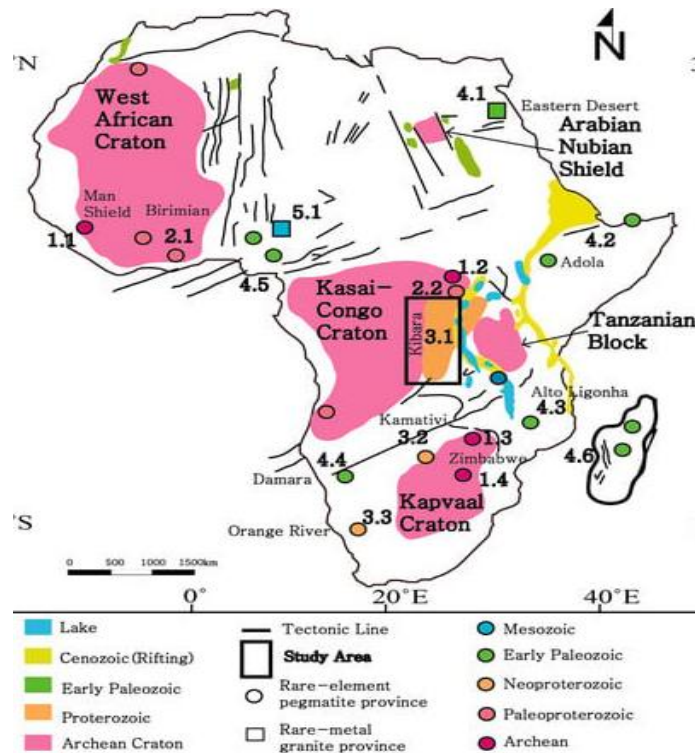 N
°N
4.1
Eastern Desert
Arabian
Nubian
Shield
West
African
Craton
Man
Shield
Birimian
1.1
2.1
5.1
4.5
4.2
Adola
1.2
2.2
Kasai-
Congo
Craton
Kibara
3.1
Tanzanian
Block
Alto Ligonha
4.3
Kamativi
3.2
1.3
Zimbabwe
1.4
4.6
4.4
Damara
Kapvaal
Craton
3.3
Orange River
°S
0 500 1000 1500km
0° 20°E 40°E
Lake
Cenozoic(Rifting)
Early Paleozoic
Proterozoic
Archean Craton
Tectonic Line
Study Area
Rare-element
pegmatite province
Rare-metal
granite province
Mesozoic
Early Paleozoic
Neoproterozoic
Paleoproterozoic
Archean